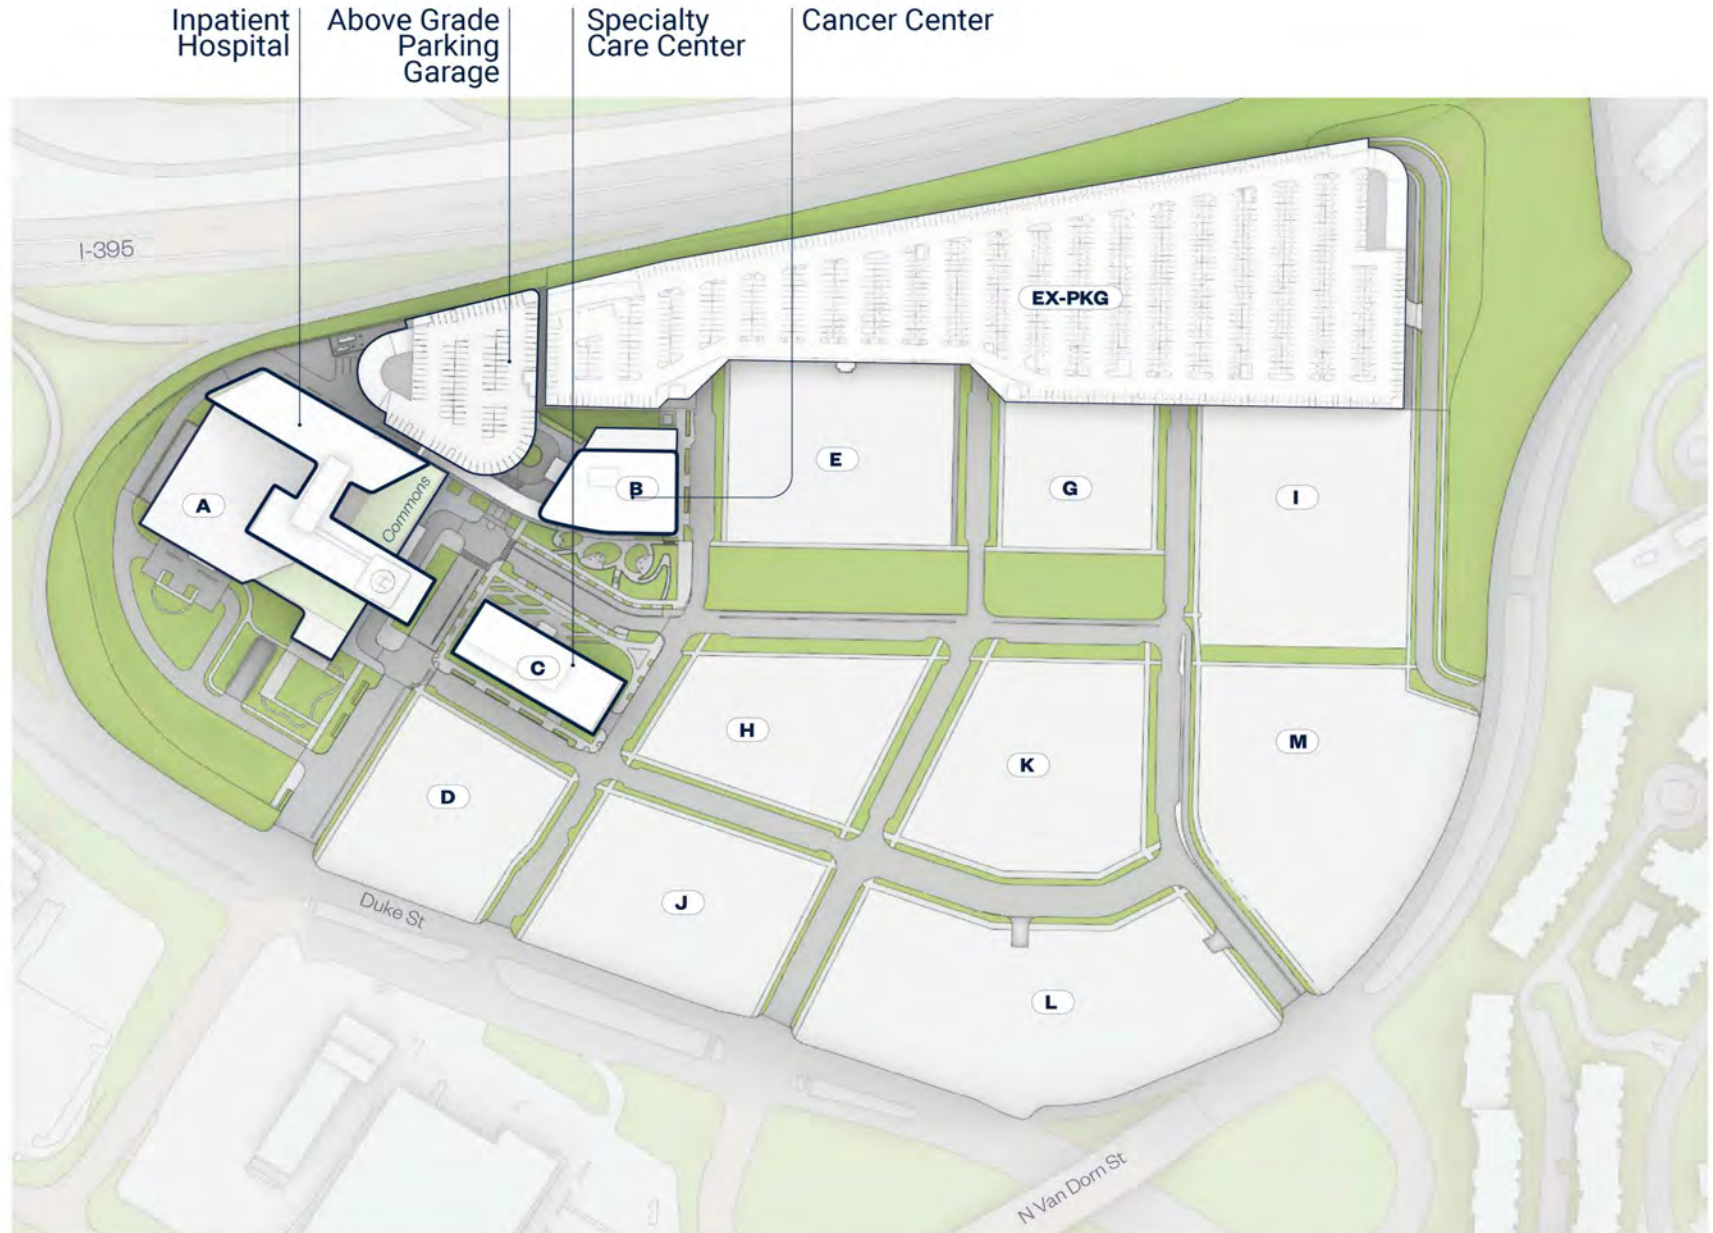 Inpatient
Hospital
Above Grade
Parking
Garage
Specialty
Care Center
Cancer Center
I-395
EX-PKG
E
G
I
B
A
Commons
H
C
H
K
M
D
J
L
Duke St
N Van Dorn St